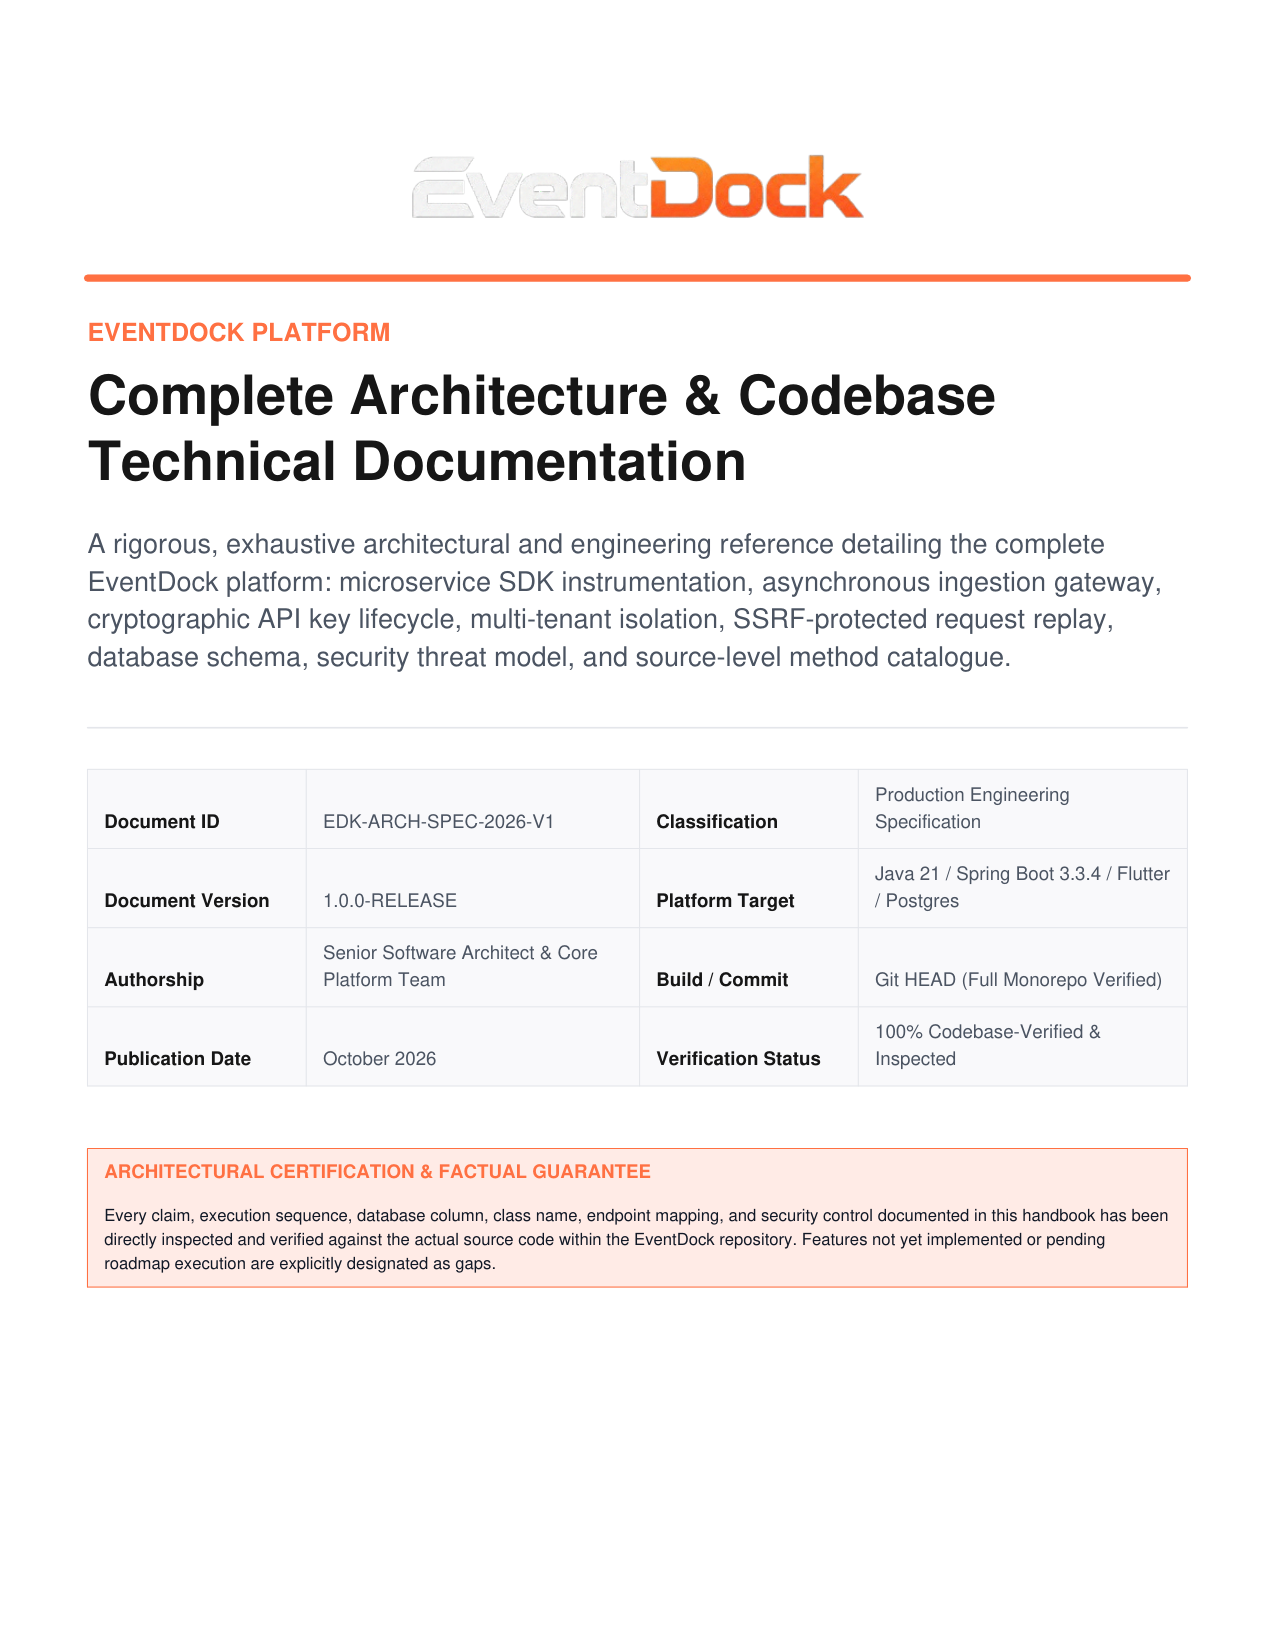 EventDock
EVENTDOCK PLATFORM
Complete Architecture & Codebase
Technical Documentation
A rigorous, exhaustive architectural and engineering reference detailing the complete
EventDock platform: microservice SDK instrumentation, asynchronous ingestion gateway,
cryptographic API key lifecycle, multi-tenant isolation, SSRF-protected request replay,
database schema, security threat model, and source-level method catalogue.
Document ID
EDK-ARCH-SPEC-2026-V1
Classification
Production Engineering
Specification
Document Version
1.0.0-RELEASE
Platform Target
Java 21 / Spring Boot 3.3.4 / Flutter
/ Postgres
Authorship
Senior Software Architect & Core
Platform Team
Build / Commit
Git HEAD (Full Monorepo Verified)
Publication Date
October 2026
Verification Status
100% Codebase-Verified &
Inspected
ARCHITECTURAL CERTIFICATION & FACTUAL GUARANTEE
Every claim, execution sequence, database column, class name, endpoint mapping, and security control documented in this handbook has been
directly inspected and verified against the actual source code within the EventDock repository. Features not yet implemented or pending
roadmap execution are explicitly designated as gaps.